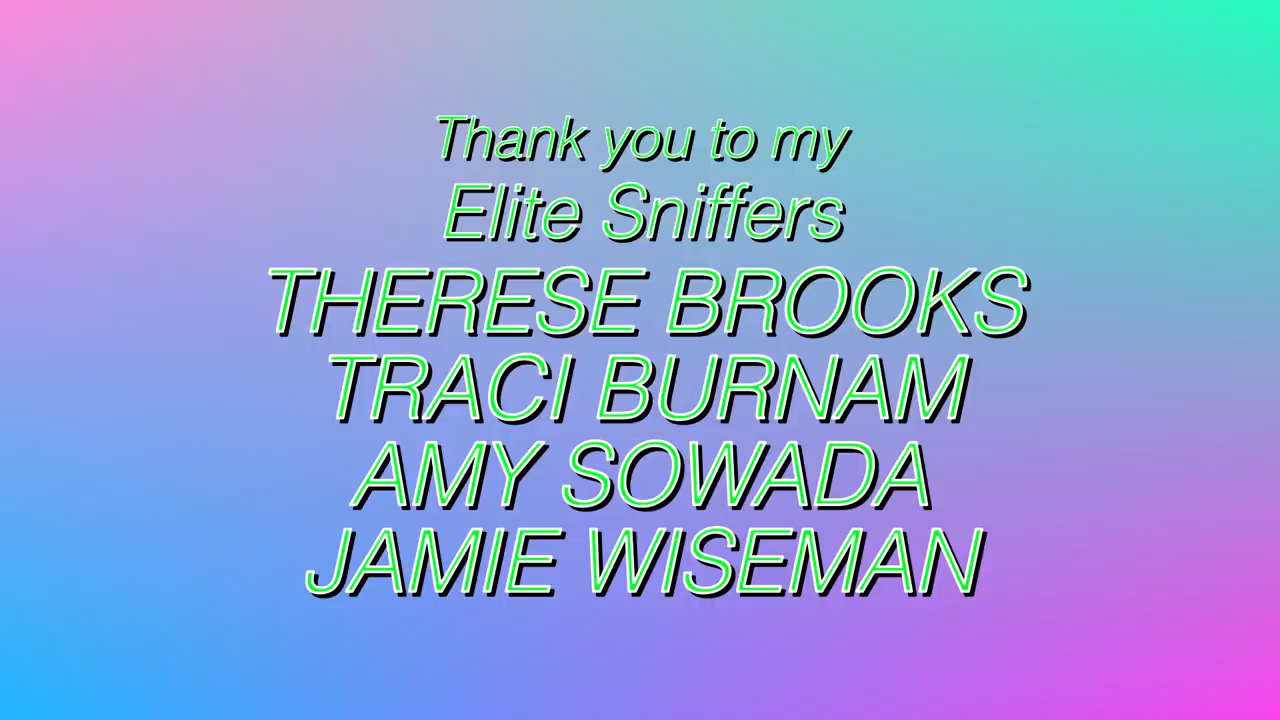 Thank you to my
Elite Sniffers
THERESE BROOKS
TRACI BURNAM
AMY SOWADA
JAMIE WISEMAN